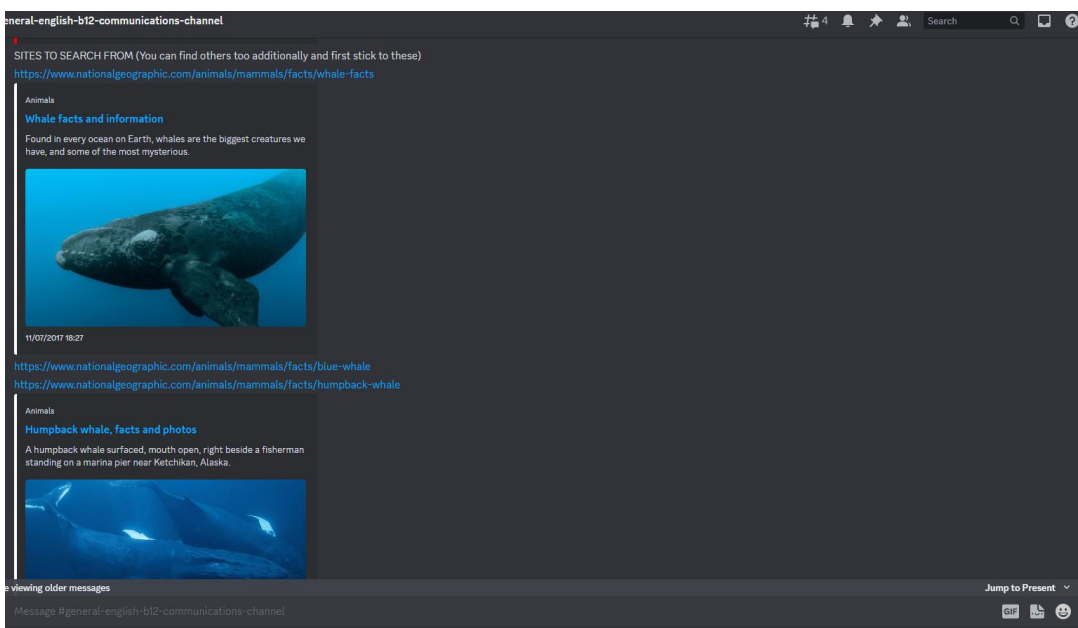 eneral-english-b12-communications-channel
4
Search
SITES TO SEARCH FROM (You can find others too additionally and first stick to these)
https://www.nationalgeographic.com/animals/mammals/facts/whale-facts
Animals
Whale facts and information
Found in every ocean on Earth, whales are the biggest creatures we
have, and some of the most mysterious.
11/07/2017 18:27
https://www.nationalgeographic.com/animals/mammals/facts/blue-whale
https://www.nationalgeographic.com/animals/mammals/facts/humpback-whale
Animals
Humpback whale, facts and photos
A humpback whale surfaced, mouth open, right beside a fisherman
standing on a marina pier near Ketchikan, Alaska.
e viewing older messages
Jump to Present
Message #general-english-b12-communications-channel
GIF